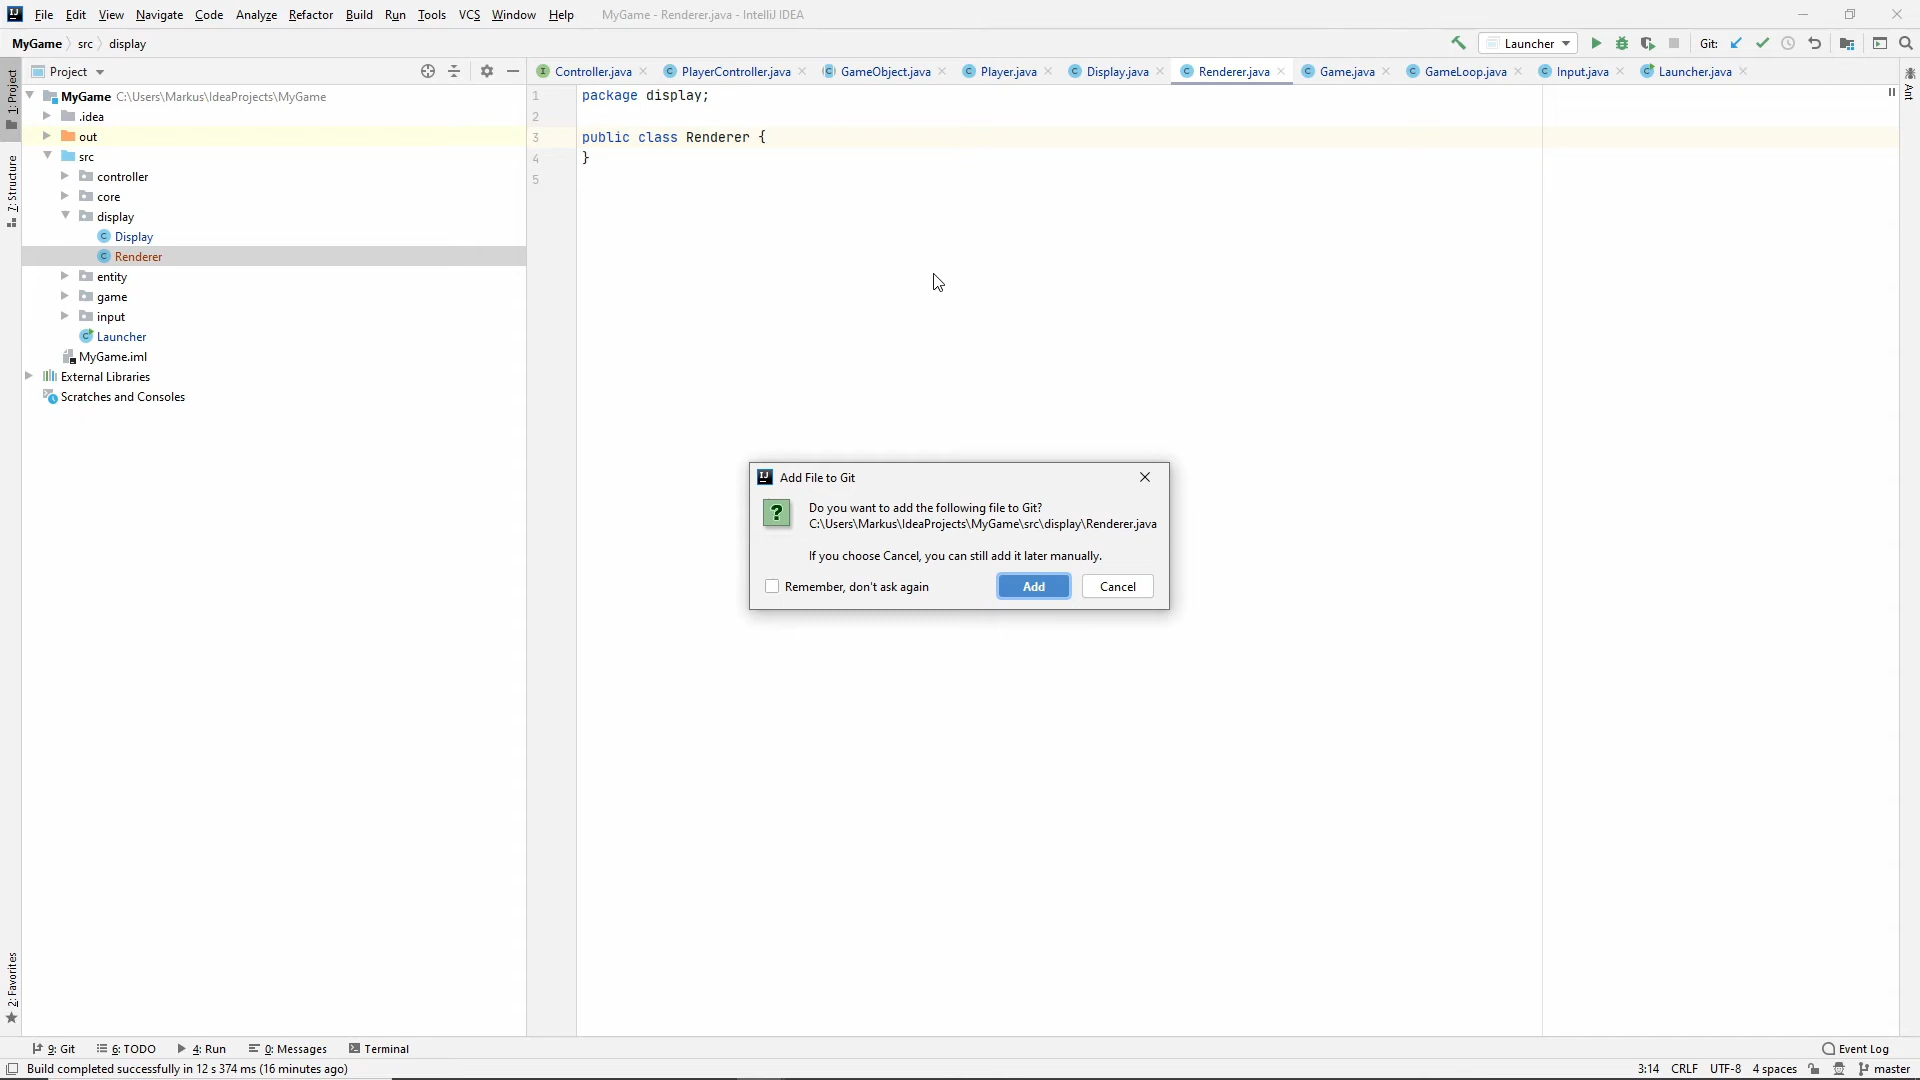 File Edit View Navigate Code Analyze Refactor Build Run Tools VCS Window Help MyGame - Renderer.java - IntelliJ IDEA
MyGame src display
Launcher Git:
1: Project
7: Structure
2: Favorites
Project
MyGame C:\Users\Markus\IdeaProjects\MyGame
.idea
out
src
controller
core
display
Display
Renderer
entity
game
input
Launcher
MyGame.iml
External Libraries
Scratches and Consoles
Controller.java PlayerController.java GameObject.java Player.java Display.java Renderer.java Game.java GameLoop.java Input.java Launcher.java
1 package display;
2
3 public class Renderer {
4 }
5
Ant
Add File to Git
Do you want to add the following file to Git?
C:\Users\Markus\IdeaProjects\MyGame\src\display\Renderer.java
If you choose Cancel, you can still add it later manually.
Remember, don't ask again Add Cancel
9: Git 6: TODO 4: Run 0: Messages Terminal Event Log
Build completed successfully in 12 s 374 ms (16 minutes ago) 3:14 CRLF UTF-8 4 spaces master